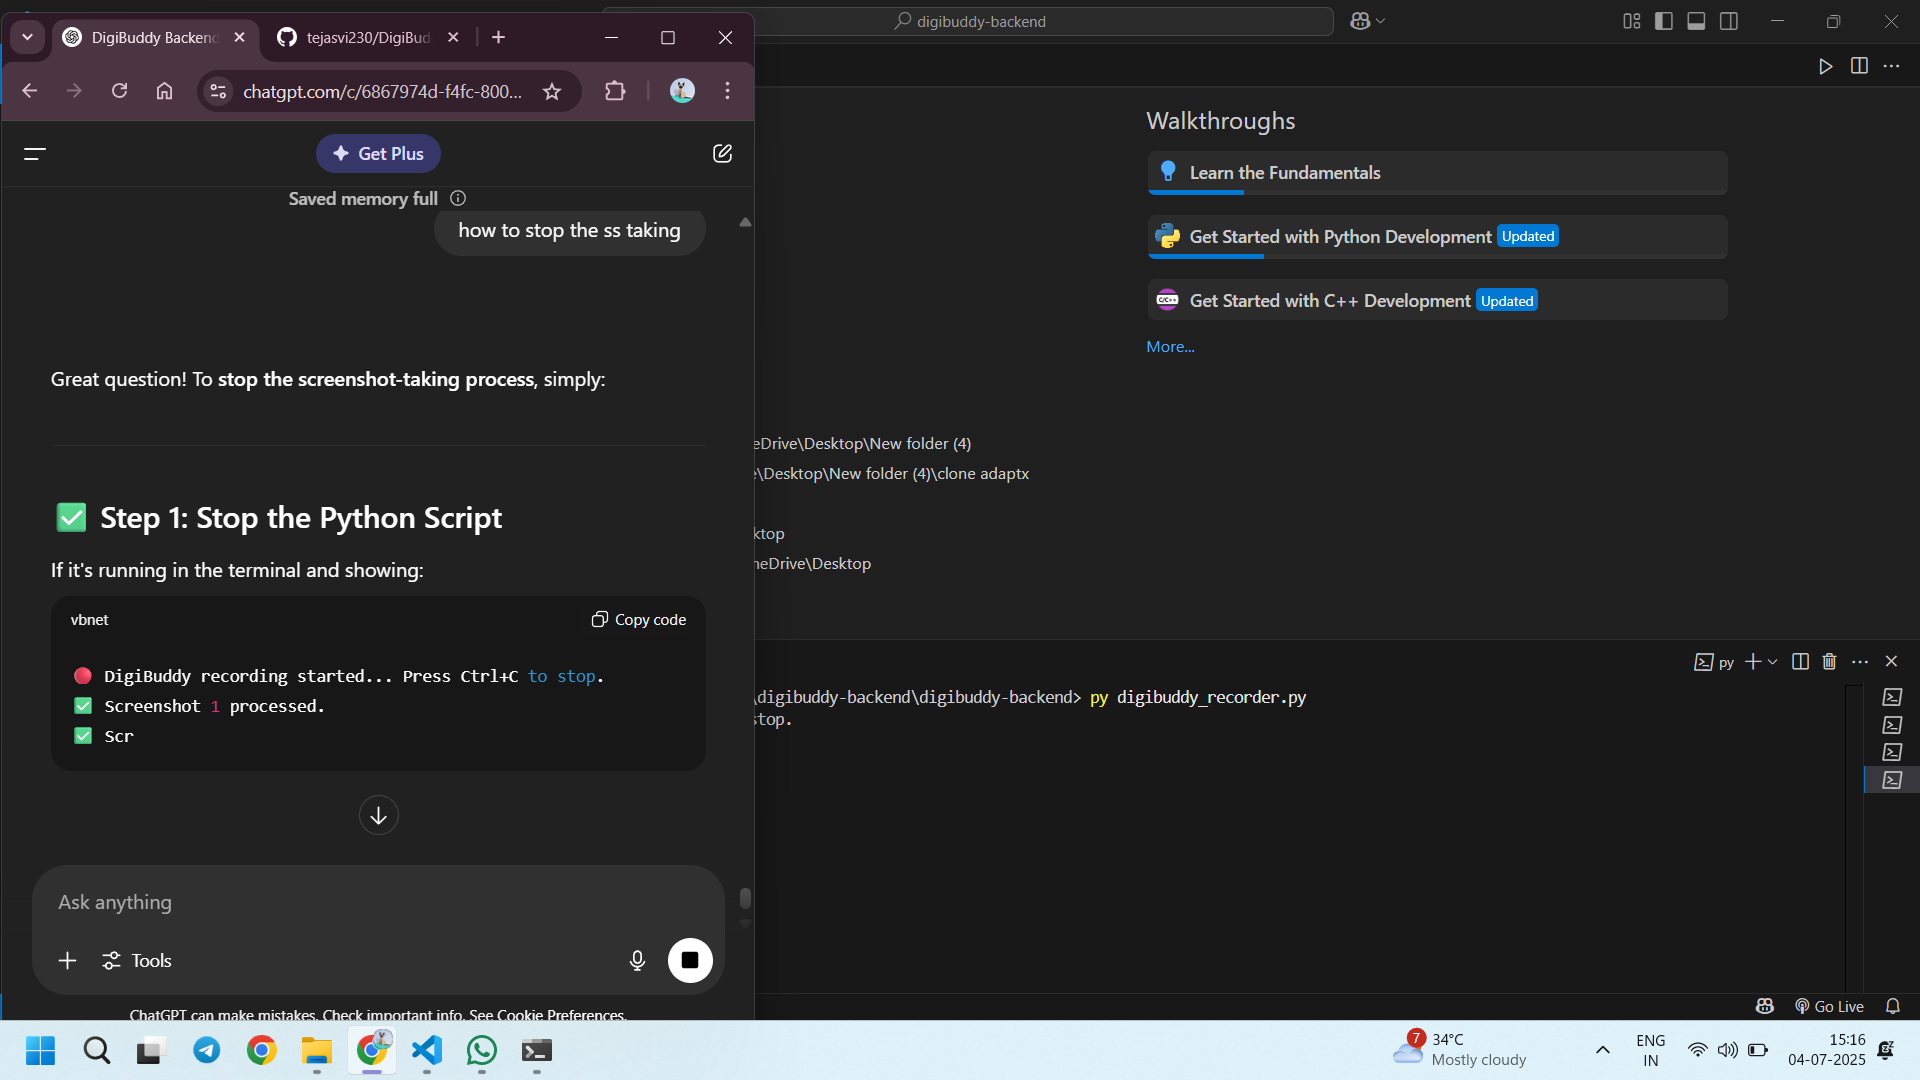 digibuddy-backend
DigiBuddy Backend
tejasvi230/DigiBud
chatgpt.com/c/6867974d-f4fc-800...
Get Plus
Saved memory full
how to stop the ss taking
Great question! To stop the screenshot-taking process, simply:
Step 1: Stop the Python Script
If it's running in the terminal and showing:
vbnet
Copy code
DigiBuddy recording started... Press Ctrl+C to stop.
Screenshot 1 processed.
Scr
Ask anything
Tools
ChatGPT can make mistakes. Check important info. See Cookie Preferences.
Walkthroughs
Learn the Fundamentals
Get Started with Python Development Updated
C/C++
Get Started with C++ Development Updated
More...
eDrive\Desktop\New folder (4)
\Desktop\New folder (4)\clone adaptx
ktop
neDrive\Desktop
py
\digibuddy-backend\digibuddy-backend> py digibuddy_recorder.py
stop.
Go Live
7
34°C
Mostly cloudy
ENG
IN
15:16
04-07-2025